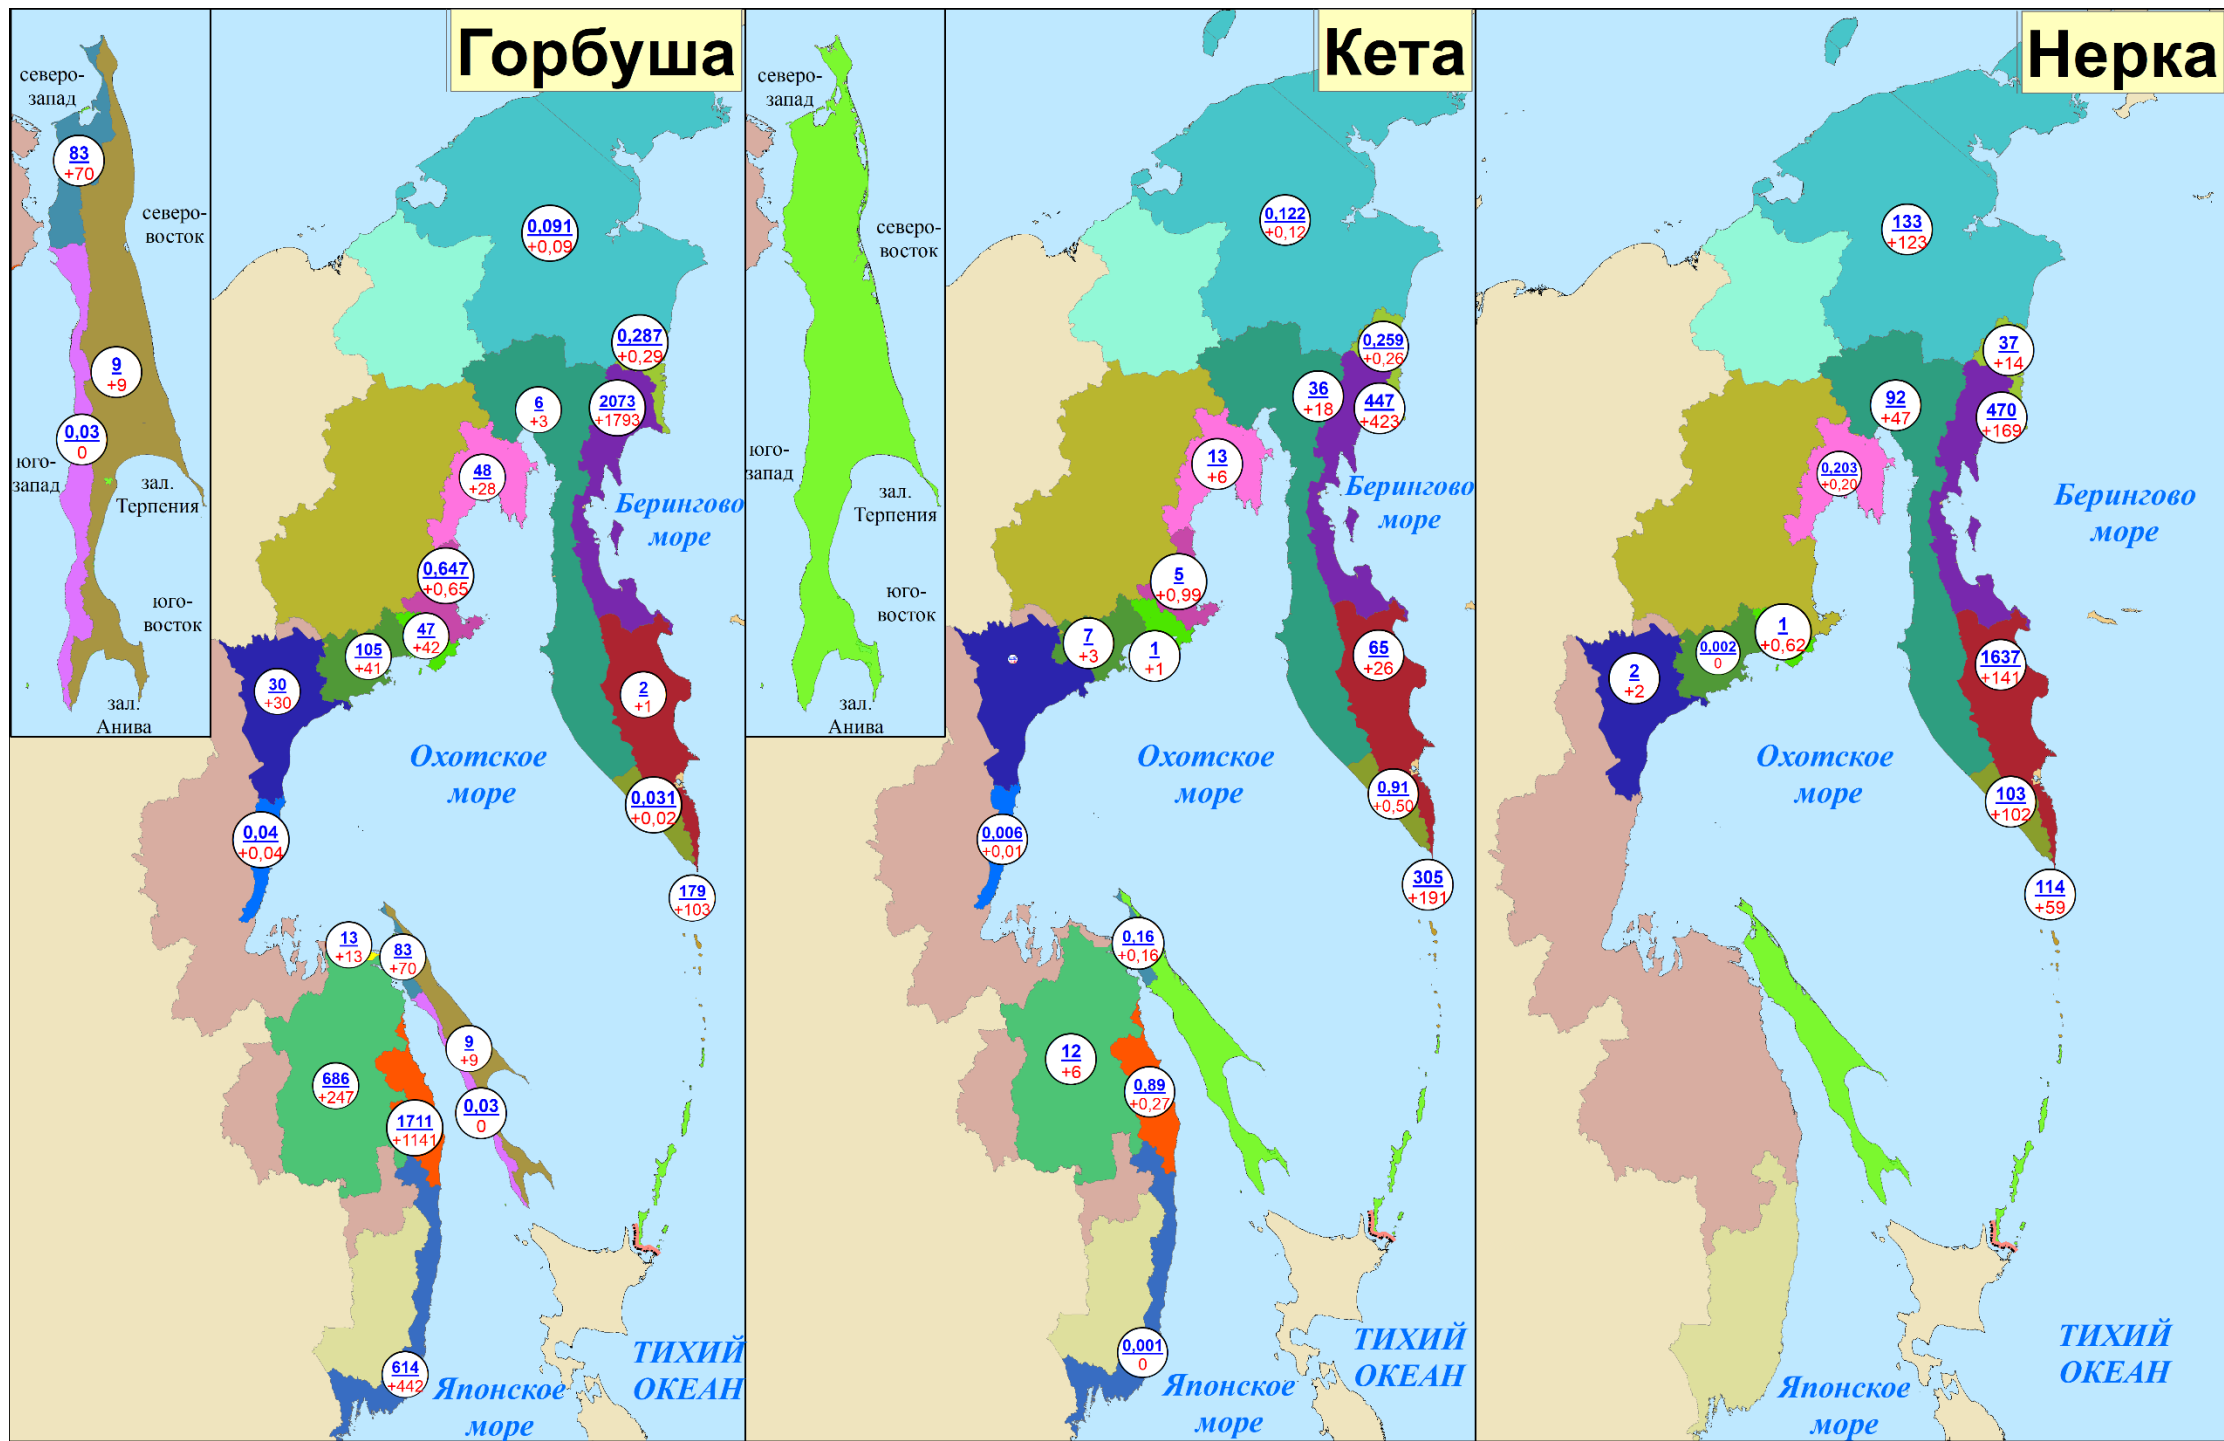 Горбуша
северо-
запад
83
+70
северо-
восток
9
+9
0,03
0
юго-
запад
зал.
Терпения
юго-
восток
зал.
Анива
0,091
+0,09
0,287
+0,29
6
+3
2073
+1793
48
+28
Берингово
море
0,647
+0,65
47
+42
105
+41
30
+30
2
+1
Охотское
море
0,031
+0,02
0,04
+0,04
179
+103
13
+13
83
+70
9
+9
686
+247
0,03
0
1711
+1141
614
+442
ТИХИЙ
ОКЕАН
Японское
море
Кета
северо-
запад
северо-
восток
юго-
запад
зал.
Терпения
юго-
восток
зал.
Анива
0,122
+0,12
0,259
+0,26
36
+18
447
+423
13
+6
Берингово
море
5
+0,99
7
+3
1
+1
65
+26
Охотское
море
0,91
+0,50
0,006
+0,01
305
+191
0,16
+0,16
12
+6
0,89
+0,27
0,001
0
ТИХИЙ
ОКЕАН
Японское
море
Нерка
133
+123
37
+14
92
+47
470
+169
0,203
+0,20
Берингово
море
1
+0,62
0,002
0
2
+2
1637
+141
Охотское
море
103
+102
114
+59
ТИХИЙ
ОКЕАН
Японское
море